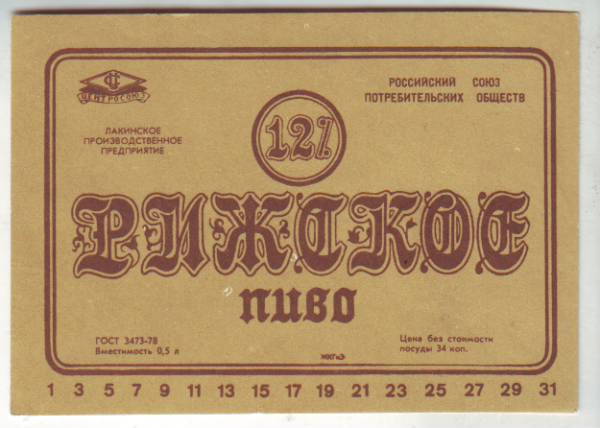 ЦЕНТРОСОЮЗ
РОССИЙСКИЙ СОЮЗ
ПОТРЕБИТЕЛЬСКИХ ОБЩЕСТВ
ЛАКИНСКОЕ
ПРОИЗВОДСТВЕННОЕ
ПРЕДПРИЯТИЕ
12%
РИЖСКОЕ
пиво
ГОСТ 3473-78
Вместимость 0,5 л
Цена без стоимости
посуды 34 коп.
1 3 5 7 9 11 13 15 17 19 21 23 25 27 29 31